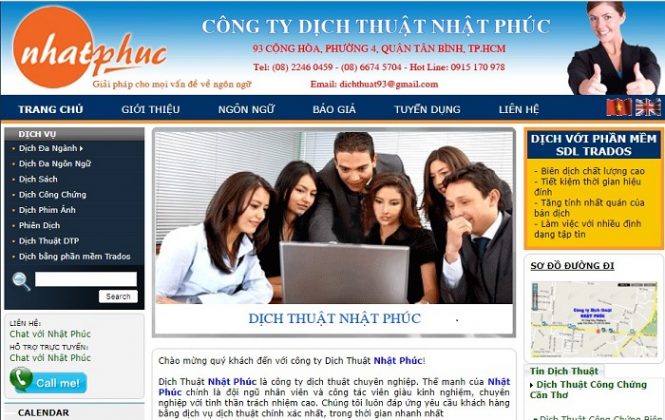 nhatphuc
Giải pháp cho mọi vấn đề về ngôn ngữ
CÔNG TY DỊCH THUẬT NHẬT PHÚC
93 CỘNG HÒA, PHƯỜNG 4, QUẬN TÂN BÌNH, TP.HCM
Tel: (08) 2246 0459 - (08) 6674 5704 - Hot Line: 0915 170 978
Email: dichthuat93@gmail.com
TRANG CHỦ GIỚI THIỆU NGÔN NGỮ BÁO GIÁ TUYỂN DỤNG LIÊN HỆ
DỊCH VỤ
Dịch Đa Ngành
Dịch Đa Ngôn Ngữ
Dịch Sách
Dịch Công Chứng
Dịch Phim Ảnh
Phiên Dịch
Dịch Thuật DTP
Dịch bằng phần mềm Trados
Search
LIÊN HỆ:
Chat với Nhật Phúc
HỖ TRỢ TRỰC TUYẾN:
Chat với Nhật Phúc
Call me!
CALENDAR
DỊCH THUẬT NHẬT PHÚC
Chào mừng quý khách đến với công ty Dịch Thuật Nhật Phúc!
Dịch Thuật Nhật Phúc là công ty dịch thuật chuyên nghiệp. Thế mạnh của Nhật
Phúc chính là đội ngũ nhân viên và công tác viên giàu kinh nghiệm, chuyên
nghiệp với tinh thần trách nhiệm cao. Chúng tôi luôn đáp ứng yêu cầu khách hàng
bằng dịch vụ dịch thuật chính xác nhất, trong thời gian nhanh nhất
DỊCH VỚI PHẦN MỀM
SDL TRADOS
- Biên dịch chất lượng cao
- Tiết kiệm thời gian hiệu
đính
- Tăng tính nhất quán của
bản dịch
- Làm việc với nhiều định
dạng tập tin
SƠ ĐỒ ĐƯỜNG ĐI
Công ty Dịch thuật
NHẬT PHÚC
Tin Dịch Thuật
Dịch Thuật Công Chứng
Cần Thơ
Dịch Thuật Công Chứng Biên